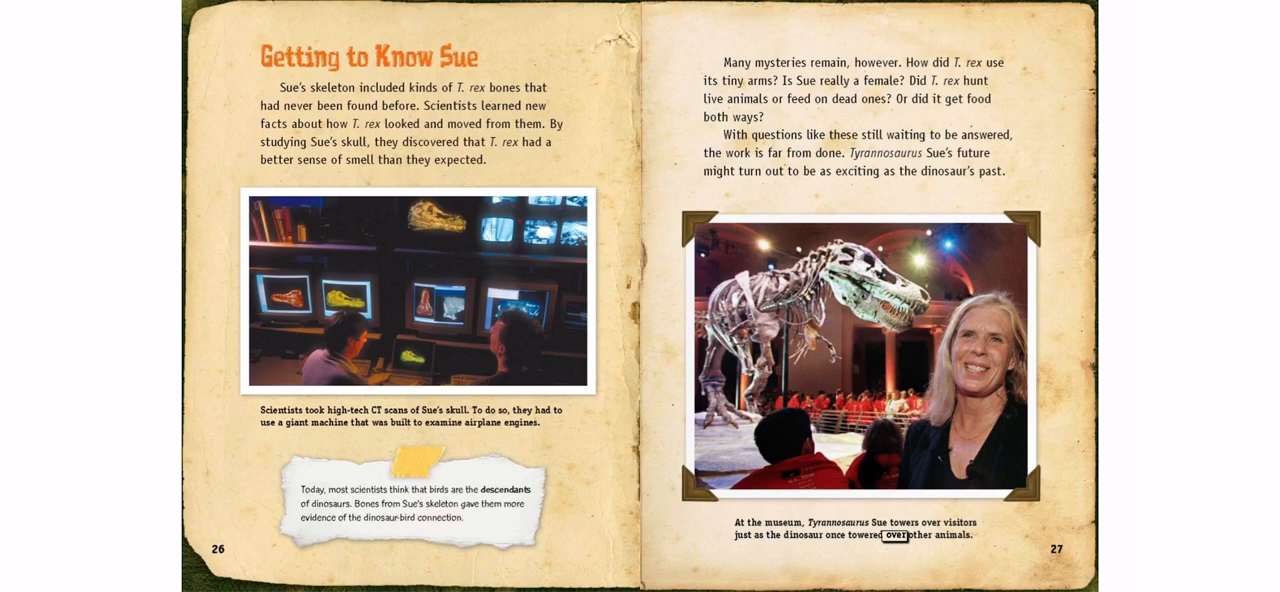 Getting to Know Sue
Sue's skeleton included kinds of T. rex bones that
had never been found before. Scientists learned new
facts about how T. rex looked and moved from them. By
studying Sue's skull, they discovered that T. rex had a
better sense of smell than they expected.
Scientists took high-tech CT scans of Sue's skull. To do so, they had to
use a giant machine that was built to examine airplane engines.
Today, most scientists think that birds are the descendants
of dinosaurs. Bones from Sue's skeleton gave them more
evidence of the dinosaur-bird connection.
26
Many mysteries remain, however. How did T. rex use
its tiny arms? Is Sue really a female? Did T. rex hunt
live animals or feed on dead ones? Or did it get food
both ways?
With questions like these still waiting to be answered,
the work is far from done. Tyrannosaurus Sue's future
might turn out to be as exciting as the dinosaur's past.
At the museum, Tyrannosaurus Sue towers over visitors
just as the dinosaur once towered over other animals.
27